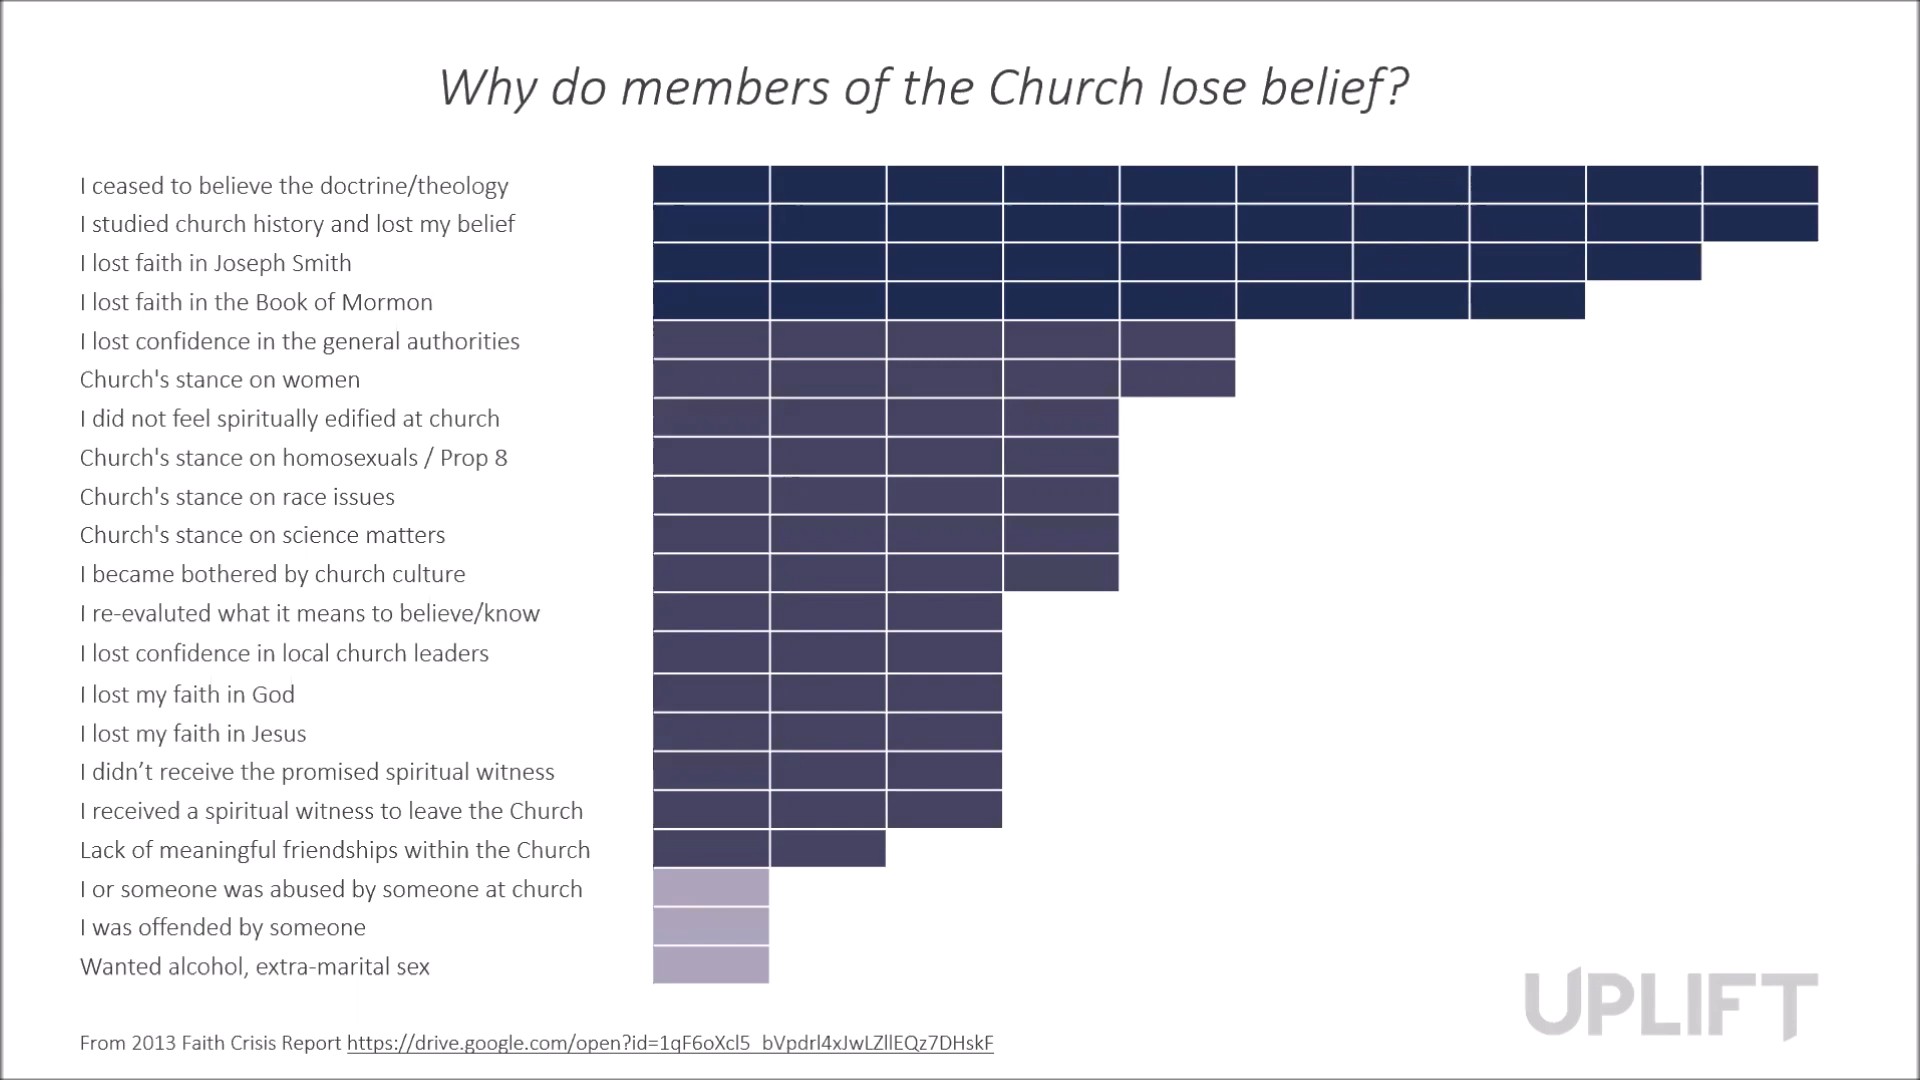 Why do members of the Church lose belief?
I ceased to believe the doctrine/theology
I studied church history and lost my belief
I lost faith in Joseph Smith
I lost faith in the Book of Mormon
I lost confidence in the general authorities
Church's stance on women
I did not feel spiritually edified at church
Church's stance on homosexuals / Prop 8
Church's stance on race issues
Church's stance on science matters
I became bothered by church culture
I re-evaluted what it means to believe/know
I lost confidence in local church leaders
I lost my faith in God
I lost my faith in Jesus
I didn’t receive the promised spiritual witness
I received a spiritual witness to leave the Church
Lack of meaningful friendships within the Church
I or someone was abused by someone at church
I was offended by someone
Wanted alcohol, extra-marital sex
UPLIFT
From 2013 Faith Crisis Report https://drive.google.com/open?id=1qF6oXcl5_bVpdrl4xJwLZllEQz7DHskF